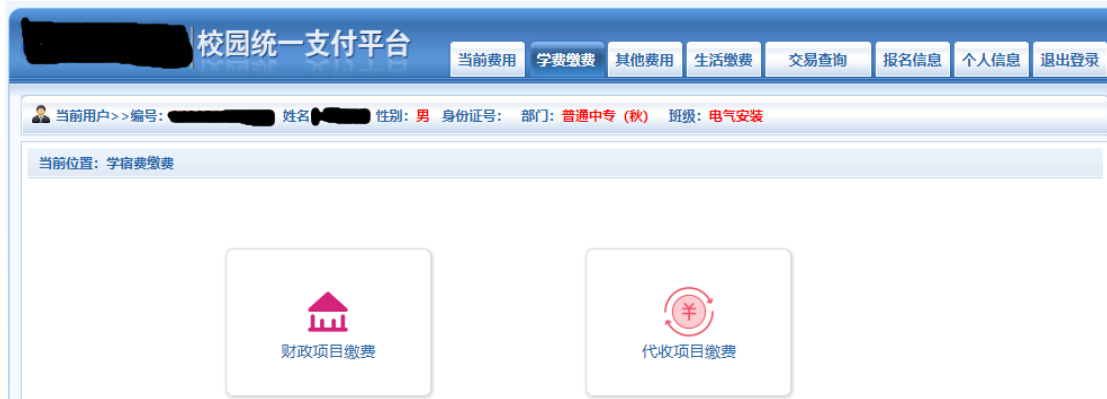 校园统一支付平台
当前费用 学费缴费 其他费用 生活缴费 交易查询 报名信息 个人信息 退出登录
当前用户>>编号: 姓名 性别: 男 身份证号: 部门: 普通中专 (秋) 班级: 电气安装
当前位置: 学宿费缴费
财政项目缴费 代收项目缴费